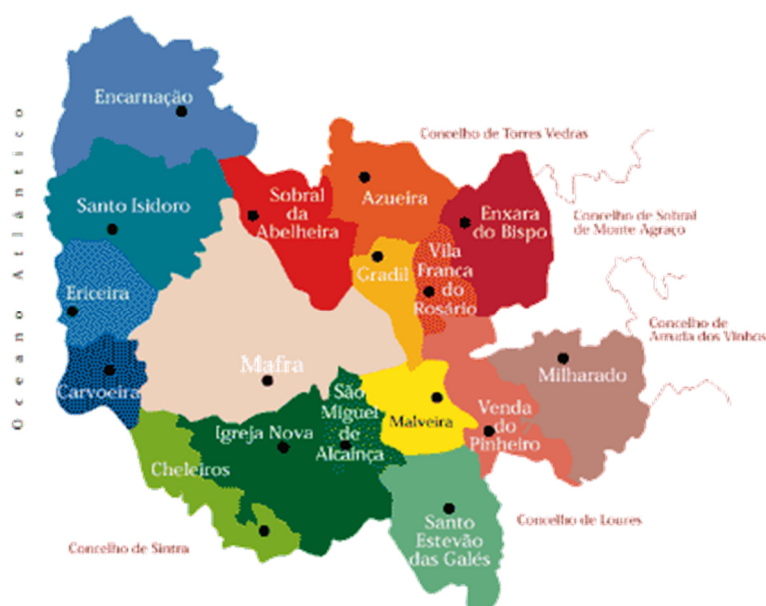 Oceano Atlântico
Encarnação
Concelho de Torres Vedras
Santo Isidoro
Sobral
da
Abelheira
Azueira
Enxara
do Bispo
Concelho de Sobral
de Monte Agraço
Ericeira
Gradil
Vila
Franca
do
Rosário
Concelho de
Arruda dos Vinhos
Carvoeira
Mafra
São
Miguel
de
Alcainça
Malveira
Venda
do
Pinheiro
Milharado
Igreja Nova
Cheleiros
Santo
Estevão
das Galés
Concelho de Loures
Concelho de Sintra